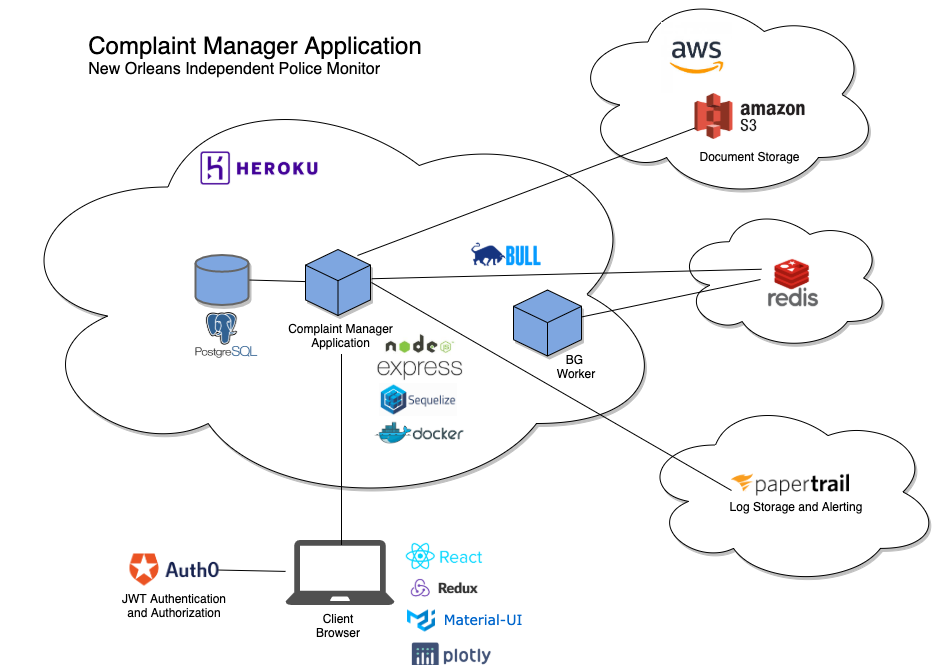 Complaint Manager Application
New Orleans Independent Police Monitor
aws
amazon
S3
Document Storage
HEROKU
BULL
redis
PostgreSQL
Complaint Manager
Application
node
JS
express
Sequelize
docker
BG
Worker
papertrail
Log Storage and Alerting
Auth0
JWT Authentication
and Authorization
Client
Browser
React
Redux
Material-UI
plotly